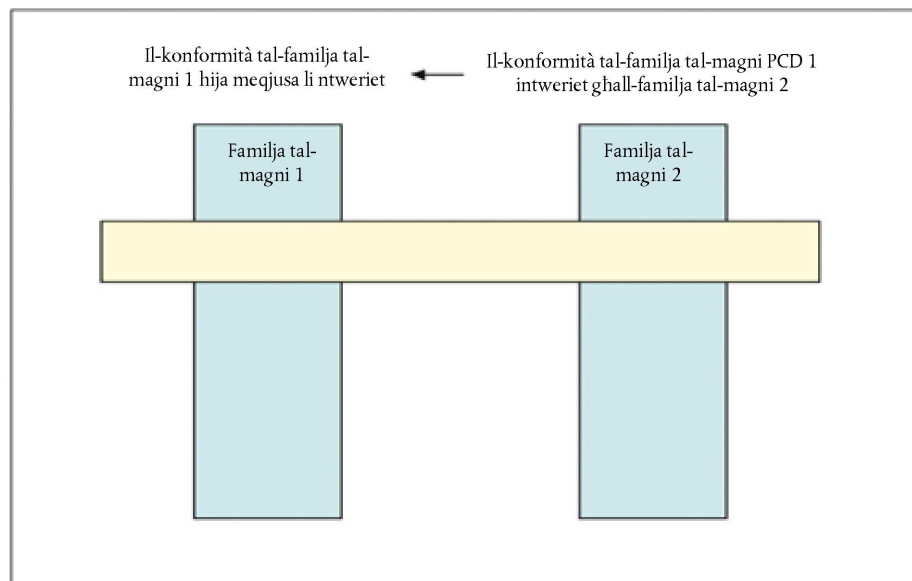 Il-konformità tal-familja tal-
magni 1 hija meqjusa li ntweriet
Il-konformità tal-familja tal-magni PCD 1
intweriet għall-familja tal-magni 2
Familja tal-
magni 1
Familja tal-
magni 2